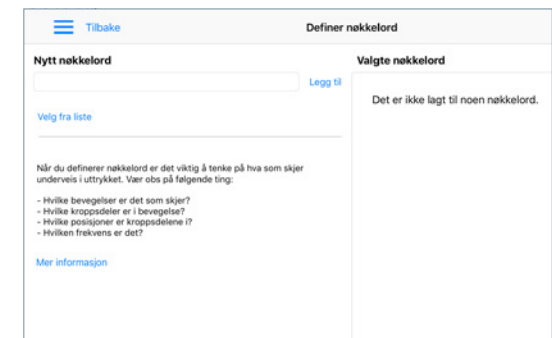 Tilbake
Definer nøkkelord
Nytt nøkkelord
Legg til
Velg fra liste
Når du definerer nøkkelord er det viktig å tenke på hva som skjer
underveis i uttrykket. Vær obs på følgende ting:
- Hvilke bevegelser er det som skjer?
- Hvilke kroppsdeler er i bevegelse?
- Hvilke posisjoner er kroppsdelene i?
- Hvilken frekvens er det?
Mer informasjon
Valgte nøkkelord
Det er ikke lagt til noen nøkkelord.